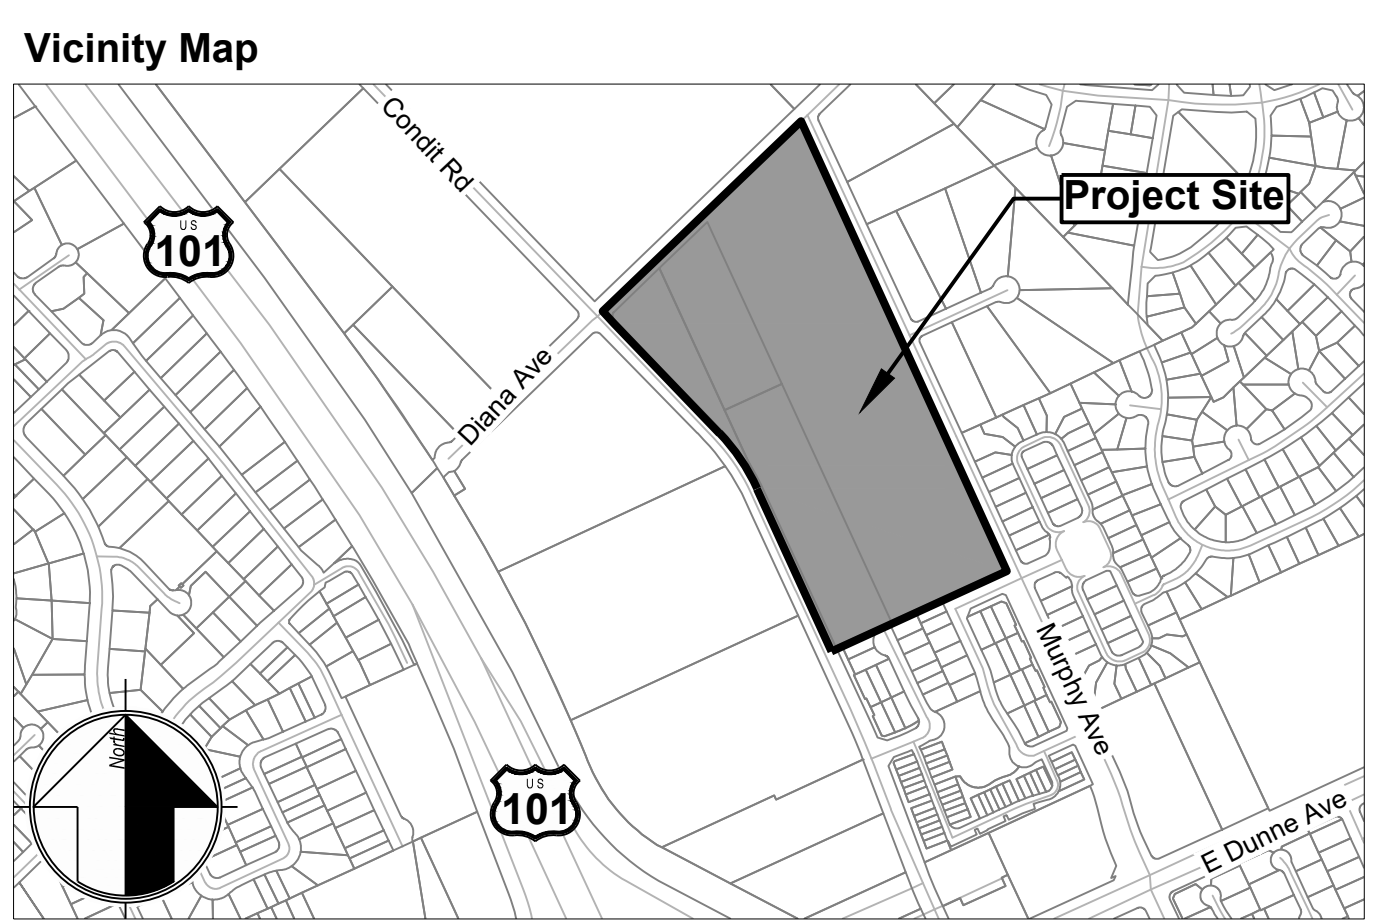 Vicinity Map
Condit Rd
Project Site
US
101
Diana Ave
Murphy Ave
North
US
101
E Dunne Ave